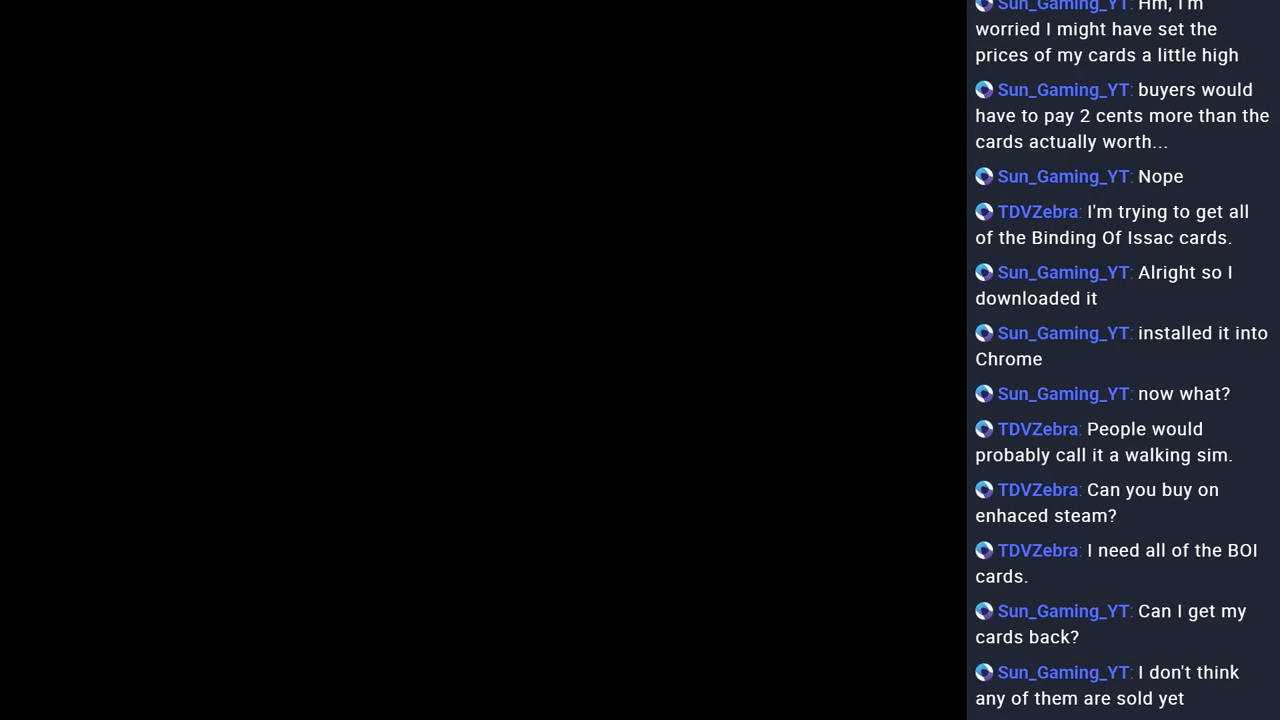 Sun_Gaming_YT: Hm, I'm
worried I might have set the
prices of my cards a little high
Sun_Gaming_YT: buyers would
have to pay 2 cents more than the
cards actually worth...
Sun_Gaming_YT: Nope
TDVZebra: I'm trying to get all
of the Binding Of Issac cards.
Sun_Gaming_YT: Alright so I
downloaded it
Sun_Gaming_YT: installed it into
Chrome
Sun_Gaming_YT: now what?
TDVZebra: People would
probably call it a walking sim.
TDVZebra: Can you buy on
enhaced steam?
TDVZebra: I need all of the BOI
cards.
Sun_Gaming_YT: Can I get my
cards back?
Sun_Gaming_YT: I don't think
any of them are sold yet